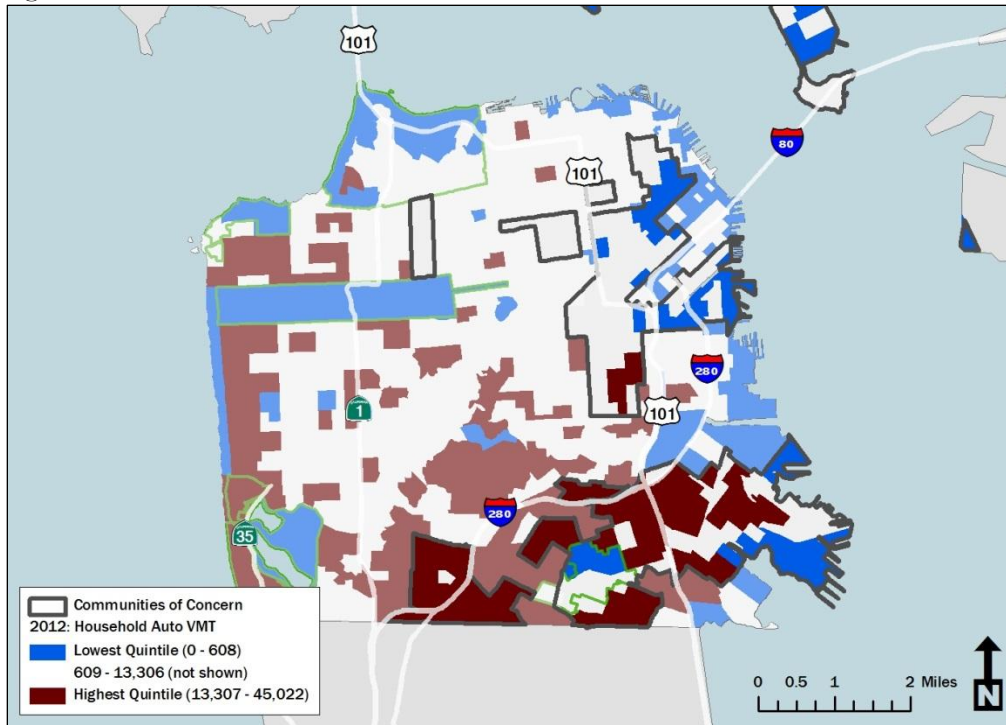 101
80
101
280
101
1
280
35
Communities of Concern
2012: Household Auto VMT
Lowest Quintile (0 - 608)
609 - 13,306 (not shown)
Highest Quintile (13,307 - 45,022)
0 0.5 1 2 Miles
N